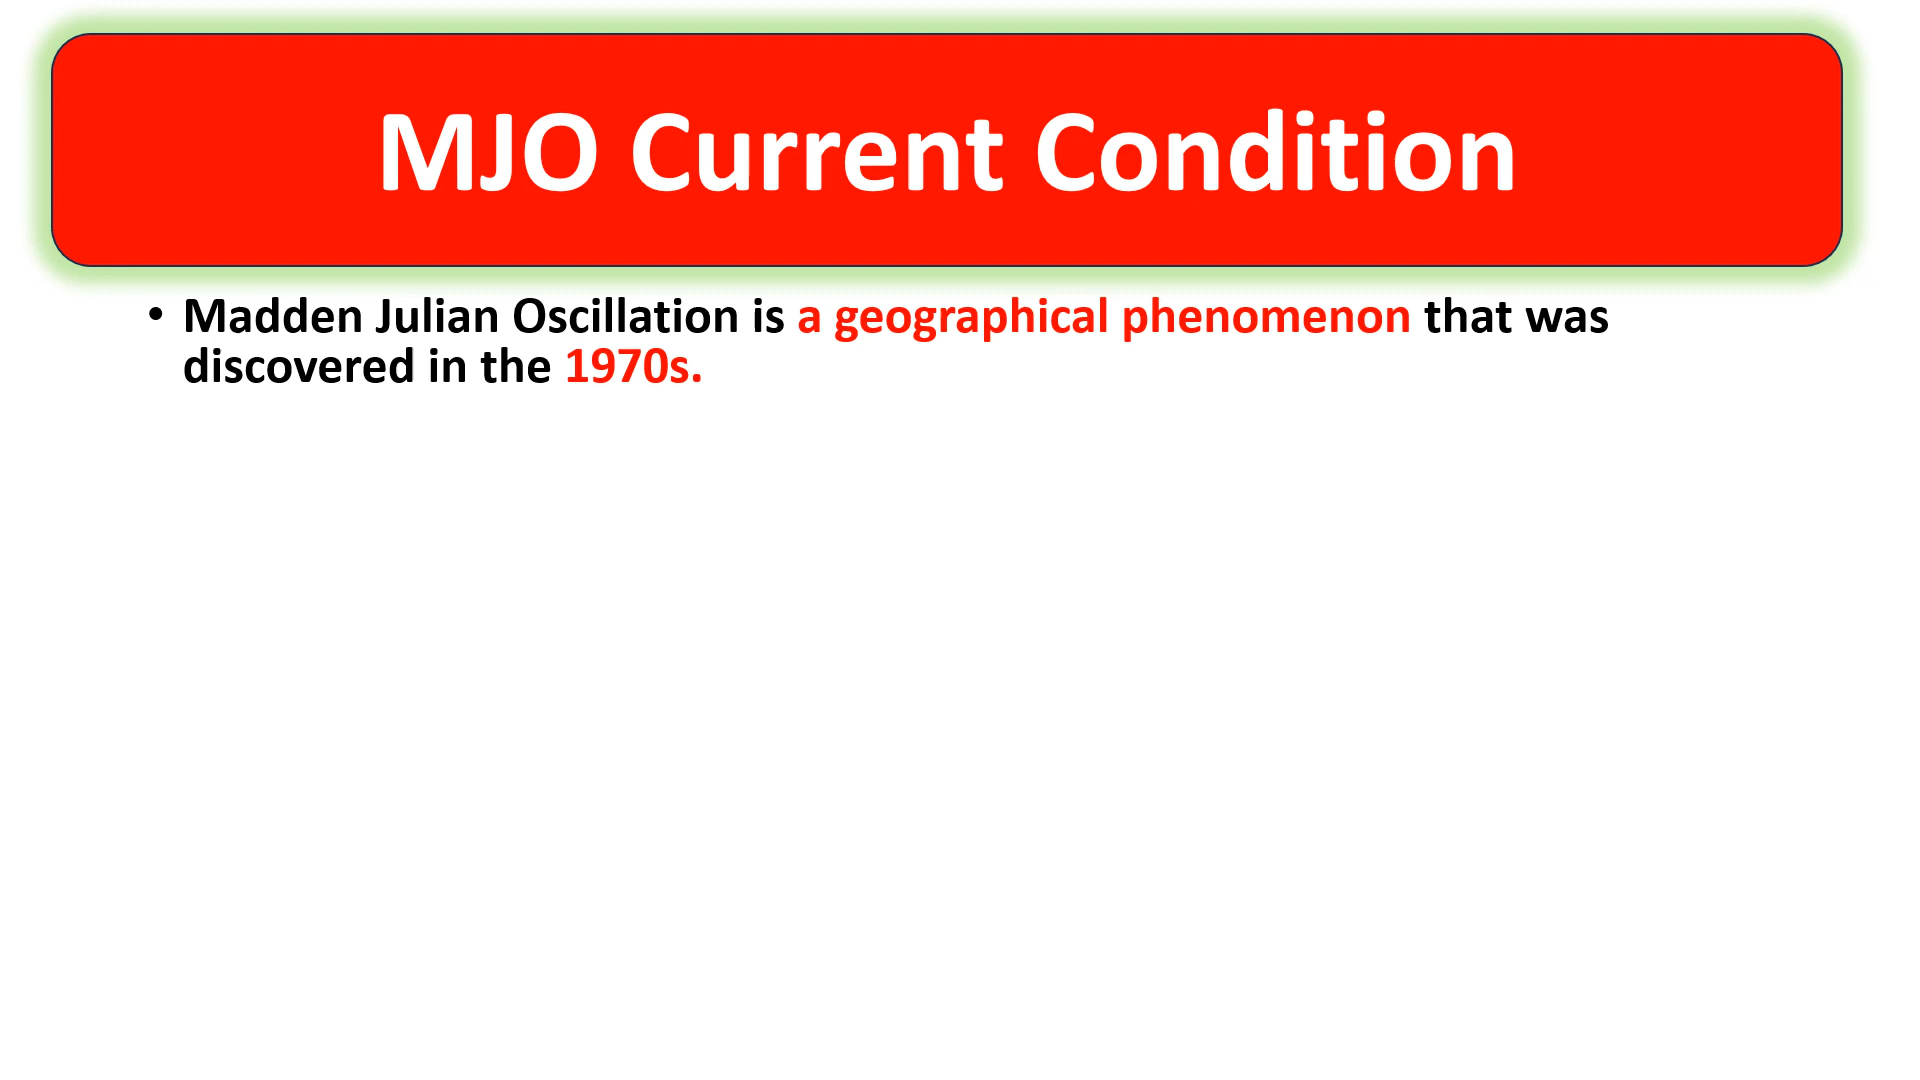 MJO Current Condition
• Madden Julian Oscillation is a geographical phenomenon that was
discovered in the 1970s.